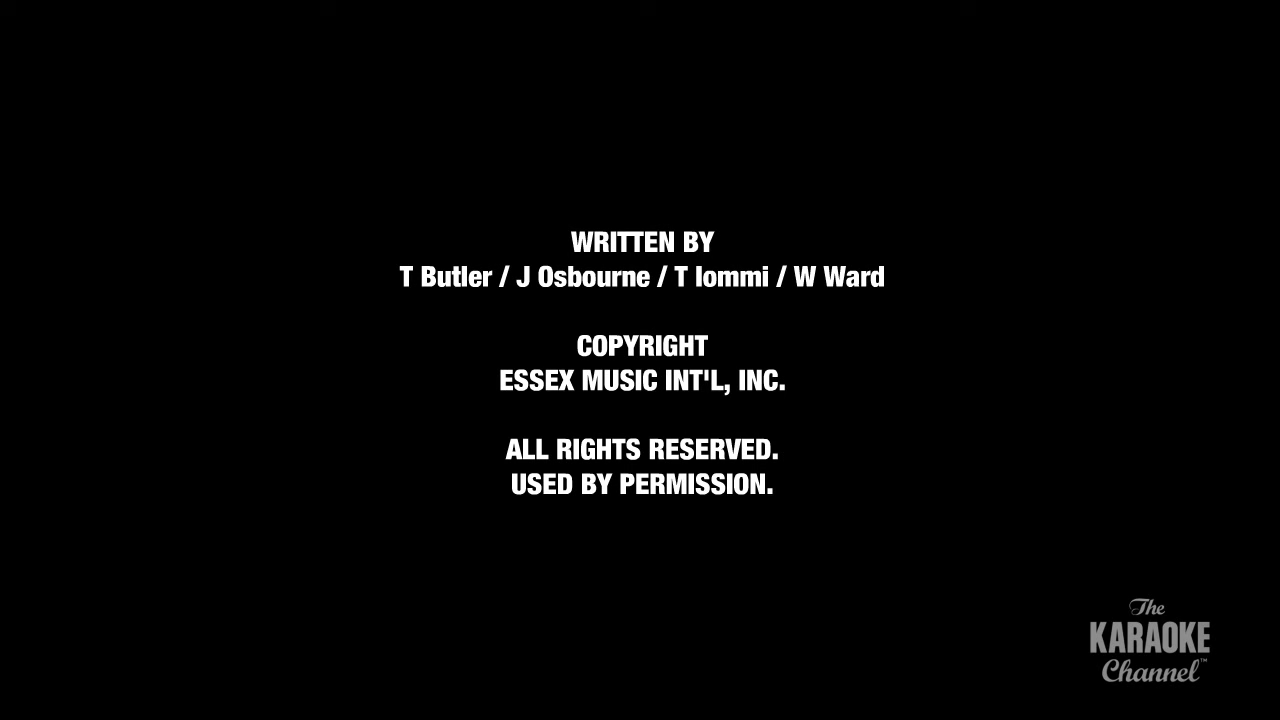 WRITTEN BY
T Butler / J Osbourne / T Iommi / W Ward
COPYRIGHT
ESSEX MUSIC INT'L, INC.
ALL RIGHTS RESERVED.
USED BY PERMISSION.
The
KARAOKE
Channel™